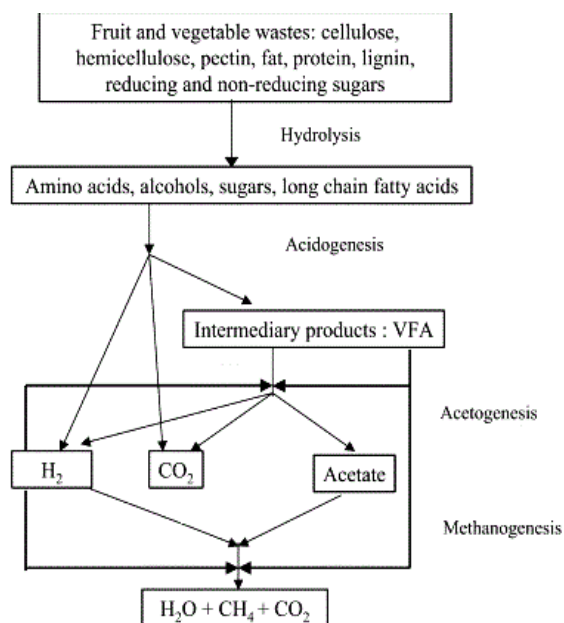 Fruit and vegetable wastes: cellulose,
hemicellulose, pectin, fat, protein, lignin,
reducing and non-reducing sugars
Hydrolysis
Amino acids, alcohols, sugars, long chain fatty acids
Acidogenesis
Intermediary products : VFA
Acetogenesis
H₂
CO₂
Acetate
Methanogenesis
H₂O + CH₄ + CO₂